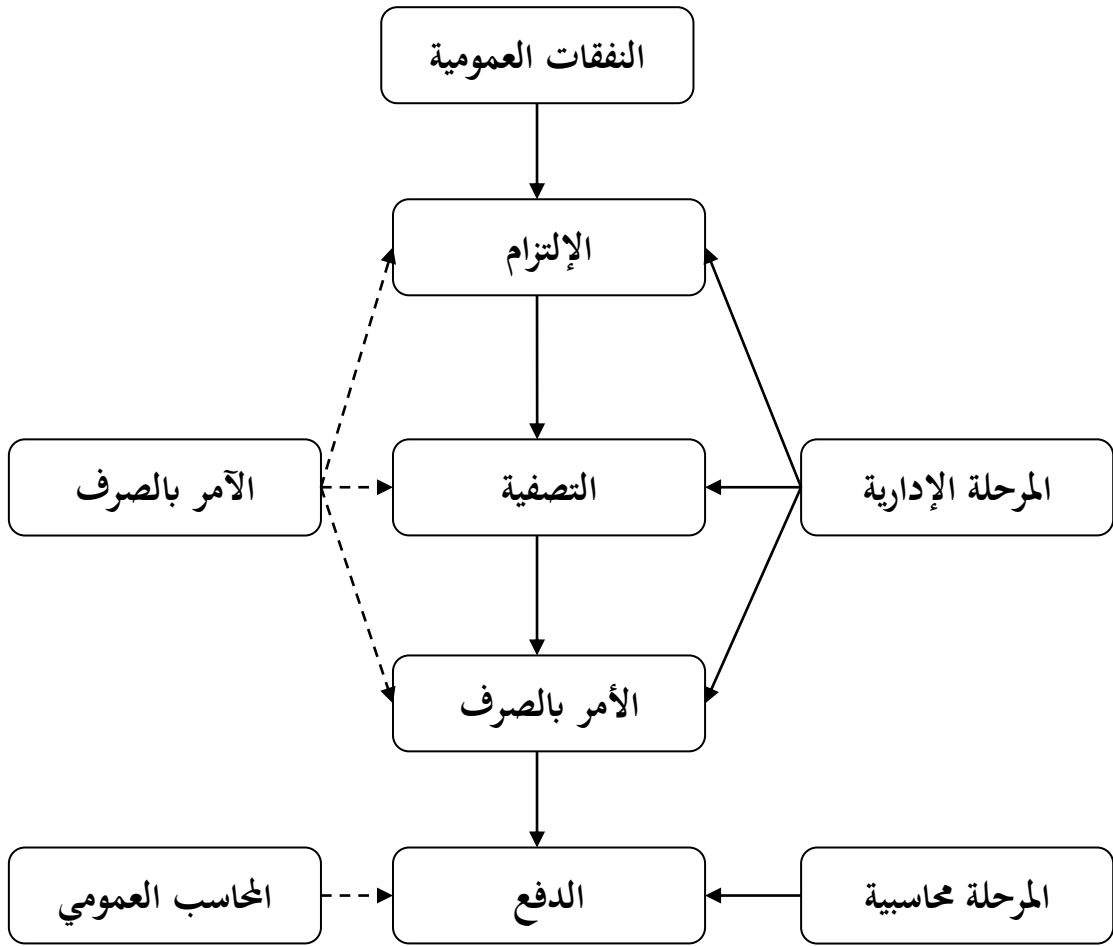 النفقات العمومية
الإلتزام
المرحلة الإدارية
التصفية
الآمر بالصرف
الأمر بالصرف
المرحلة محاسبية
الدفع
المحاسب العمومي